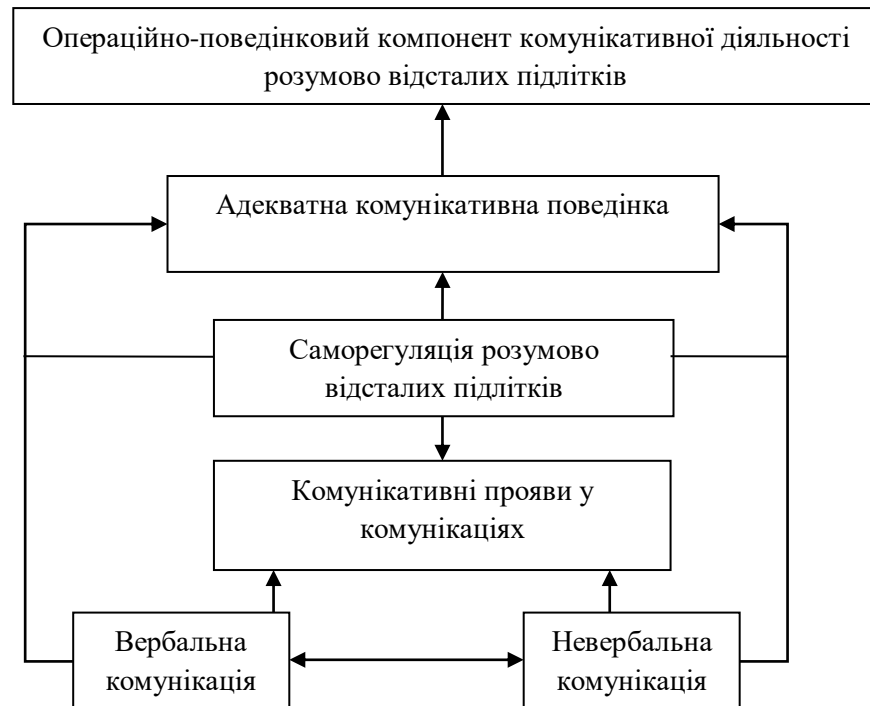 Операційно-поведінковий компонент комунікативної діяльності
розумово відсталих підлітків
Адекватна комунікативна поведінка
Саморегуляція розумово
відсталих підлітків
Комунікативні прояви у
комунікаціях
Вербальна
комунікація
Невербальна
комунікація